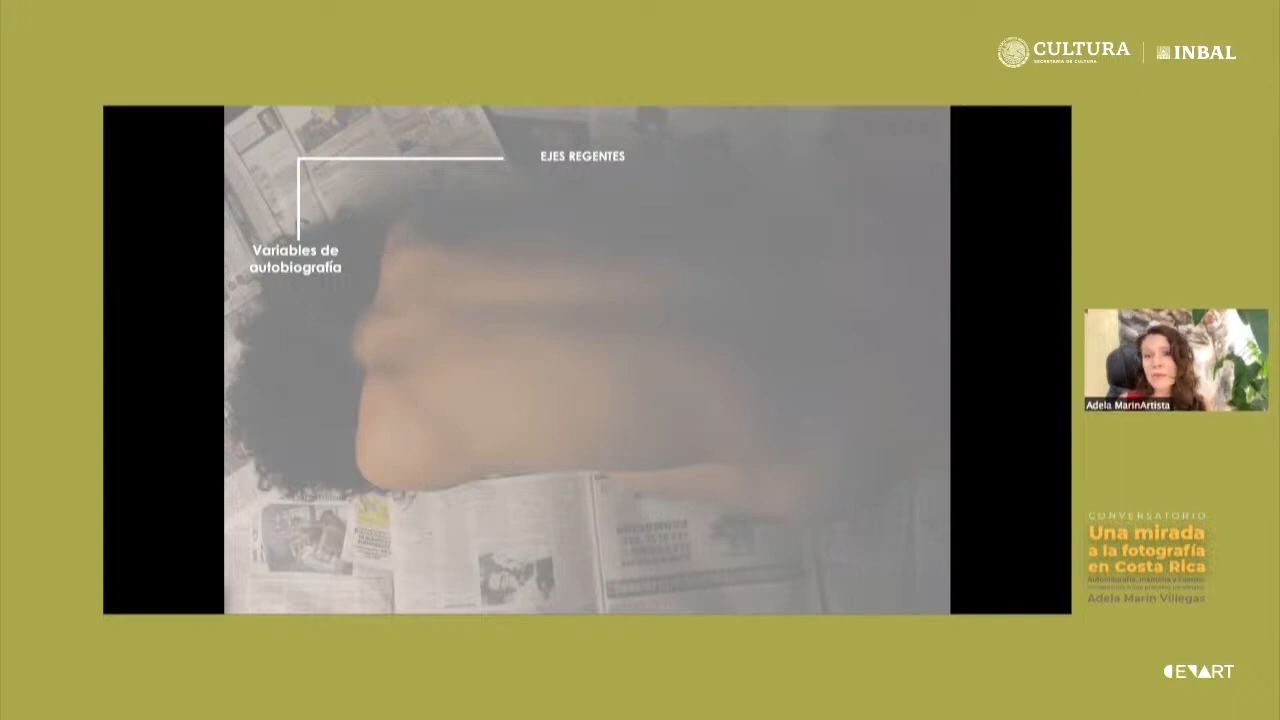 CULTURA
SECRETARÍA DE CULTURA
INBAL
EJES REGENTES
Variables de
autobiografía
Adela MarínArtista
CONVERSATORIO
Una mirada
a la fotografía
en Costa Rica
Adela Marín Villegas
CENART